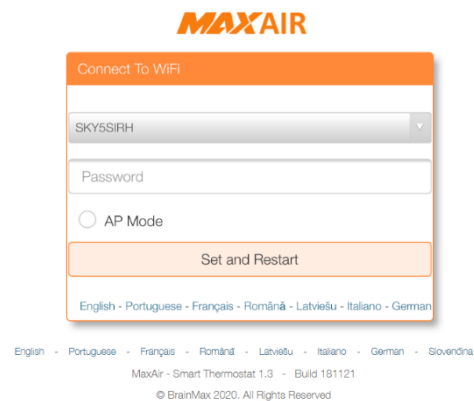 MAXAIR
Connect To WiFi
SKY5SIRH
Password
AP Mode
Set and Restart
English - Portuguese - Français - Română - Latviešu - Italiano - German
English - Portuguese - Français - Română - Latviešu - Italiano - German - Slovenčina
MaxAir - Smart Thermostat 1.3 - Build 181121
© BrainMax 2020. All Rights Reserved